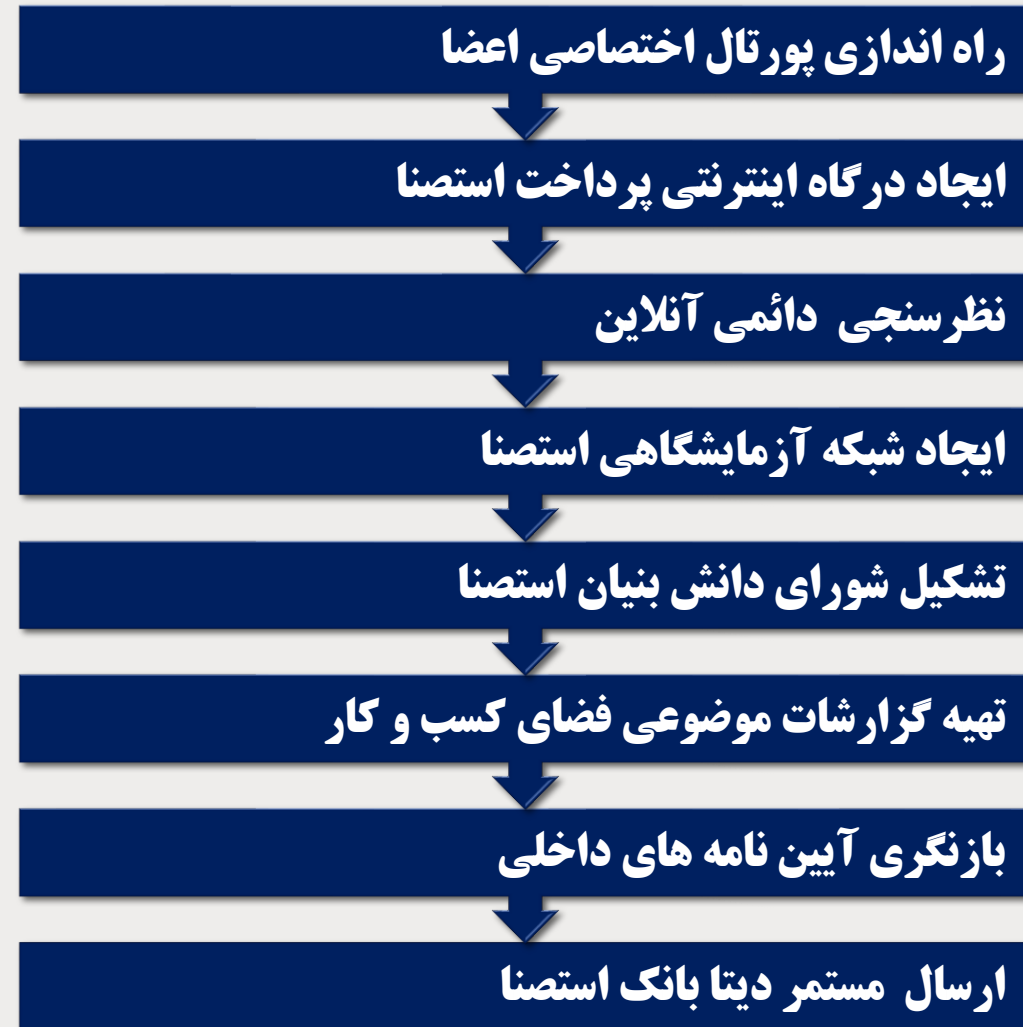 راه اندازی پورتال اختصاصی اعضا
ایجاد درگاه اینترنتی پرداخت استصنا
نظرسنجی دائمی آنلاین
ایجاد شبکه آزمایشگاهی استصنا
تشکیل شورای دانش بنیان استصنا
تهیه گزارشات موضوعی فضای کسب و کار
بازنگری آیین نامه های داخلی
ارسال مستمر دیتا بانک استصنا